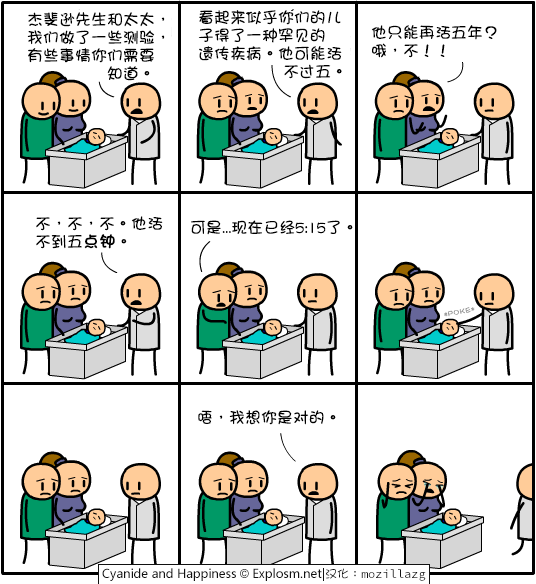 杰斐逊先生和太太，
我们做了一些测验，
有些事情你们需要
知道。
看起来似乎你们的儿
子得了一种罕见的
遗传疾病。他可能活
不过五。
他只能再活五年？
哦，不！！
不，不，不。他活
不到五点钟。
可是...现在已经5:15了。
*POKE*
唔，我想你是对的。
Cyanide and Happiness © Explosm.net|汉化：mozillazg